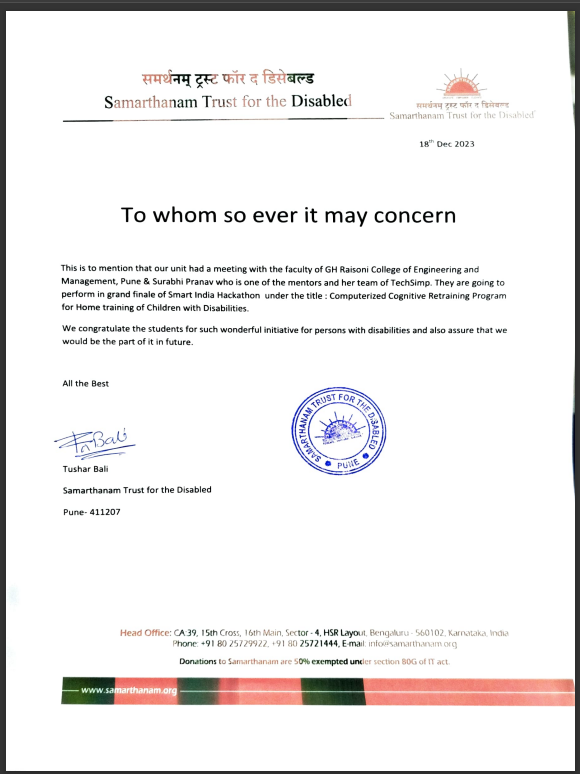 समर्थनम् ट्रस्ट फॉर द डिसेबल्ड
Samarthanam Trust for the Disabled
समर्थनम् ट्रस्ट फॉर द डिसेबल्ड
Samarthanam Trust for the Disabled
18th Dec 2023
To whom so ever it may concern
This is to mention that our unit had a meeting with the faculty of GH Raisoni College of Engineering and
Management, Pune & Surabhi Pranav who is one of the mentors and her team of TechSimp. They are going to
perform in grand finale of Smart India Hackathon under the title : Computerized Cognitive Retraining Program
for Home training of Children with Disabilities.
We congratulate the students for such wonderful initiative for persons with disabilities and also assure that we
would be the part of it in future.
All the Best
SAMARTHANAM TRUST FOR THE DISABLED
PUNE
Bali
Tushar Bali
Samarthanam Trust for the Disabled
Pune- 411207
Head Office: CA:39, 15th Cross, 16th Main, Sector - 4, HSR Layout, Bengaluru - 560102, Karnataka, India
Phone: +91 80 25729922, +91 80 25721444, E-mail: info@samarthanam.org
Donations to Samarthanam are 50% exempted under section 80G of IT act.
www.samarthanam.org